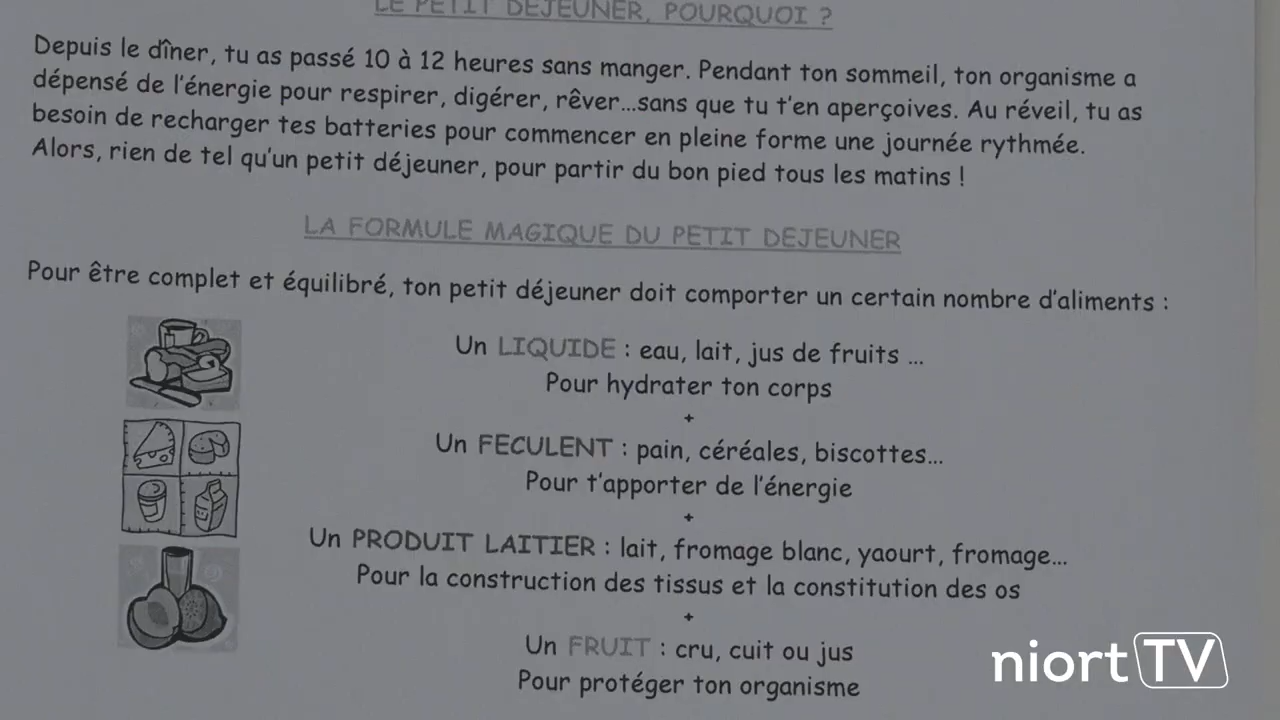 LE PETIT DEJEUNER, POURQUOI ?
Depuis le dîner, tu as passé 10 à 12 heures sans manger. Pendant ton sommeil, ton organisme a
dépensé de l'énergie pour respirer, digérer, rêver...sans que tu t'en aperçoives. Au réveil, tu as
besoin de recharger tes batteries pour commencer en pleine forme une journée rythmée.
Alors, rien de tel qu'un petit déjeuner, pour partir du bon pied tous les matins !
LA FORMULE MAGIQUE DU PETIT DEJEUNER
Pour être complet et équilibré, ton petit déjeuner doit comporter un certain nombre d'aliments :
Un LIQUIDE : eau, lait, jus de fruits ...
Pour hydrater ton corps
+
Un FECULENT : pain, céréales, biscottes...
Pour t'apporter de l'énergie
+
Un PRODUIT LAITIER : lait, fromage blanc, yaourt, fromage...
Pour la construction des tissus et la constitution des os
+
Un FRUIT : cru, cuit ou jus
Pour protéger ton organisme
niort TV